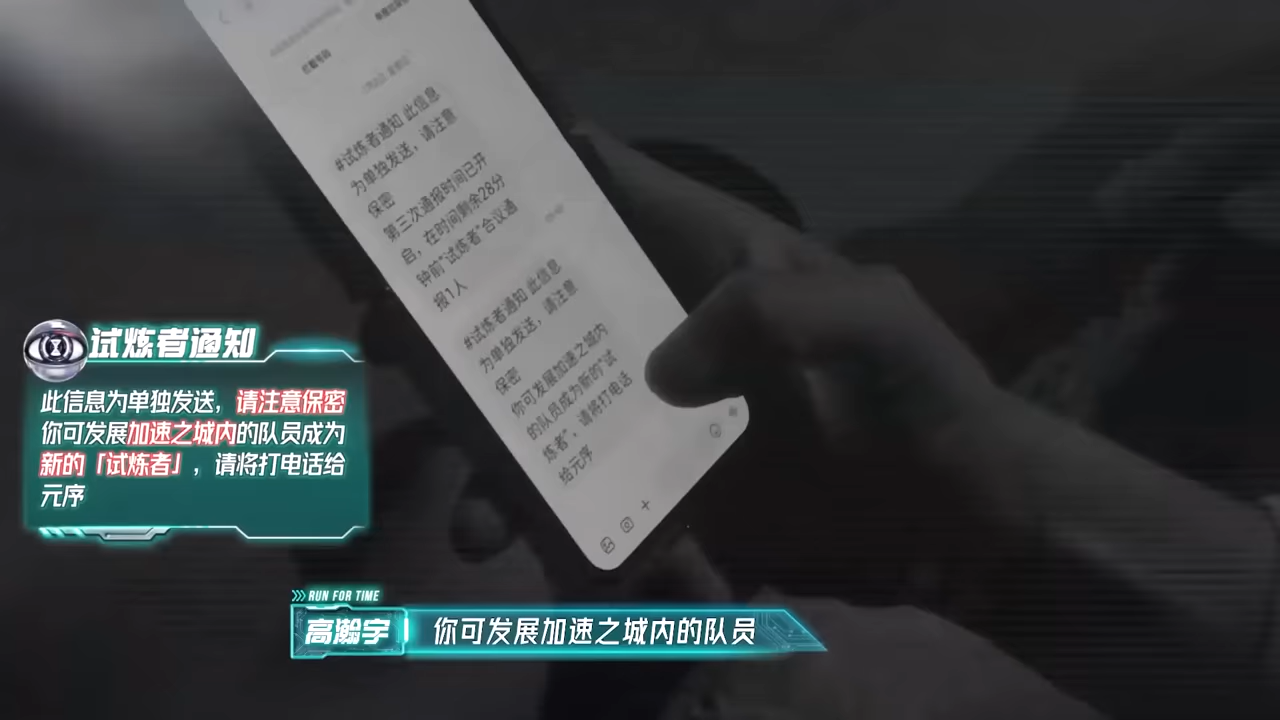 拦截号码
#试炼者通知 此信息
为单独发送，请注意
保密
第三次通报时间已开
启，在时间剩余28分
钟前“试炼者”合议通
报1人
#试炼者通知 此信息
为单独发送，请注意
保密
你可发展加速之城内
的队员成为新的“试
炼者”，请将打电话
给元序
试炼者通知
此信息为单独发送，请注意保密
你可发展加速之城内的队员成为
新的「试炼者」，请将打电话给
元序
RUN FOR TIME
高瀚宇
你可发展加速之城内的队员